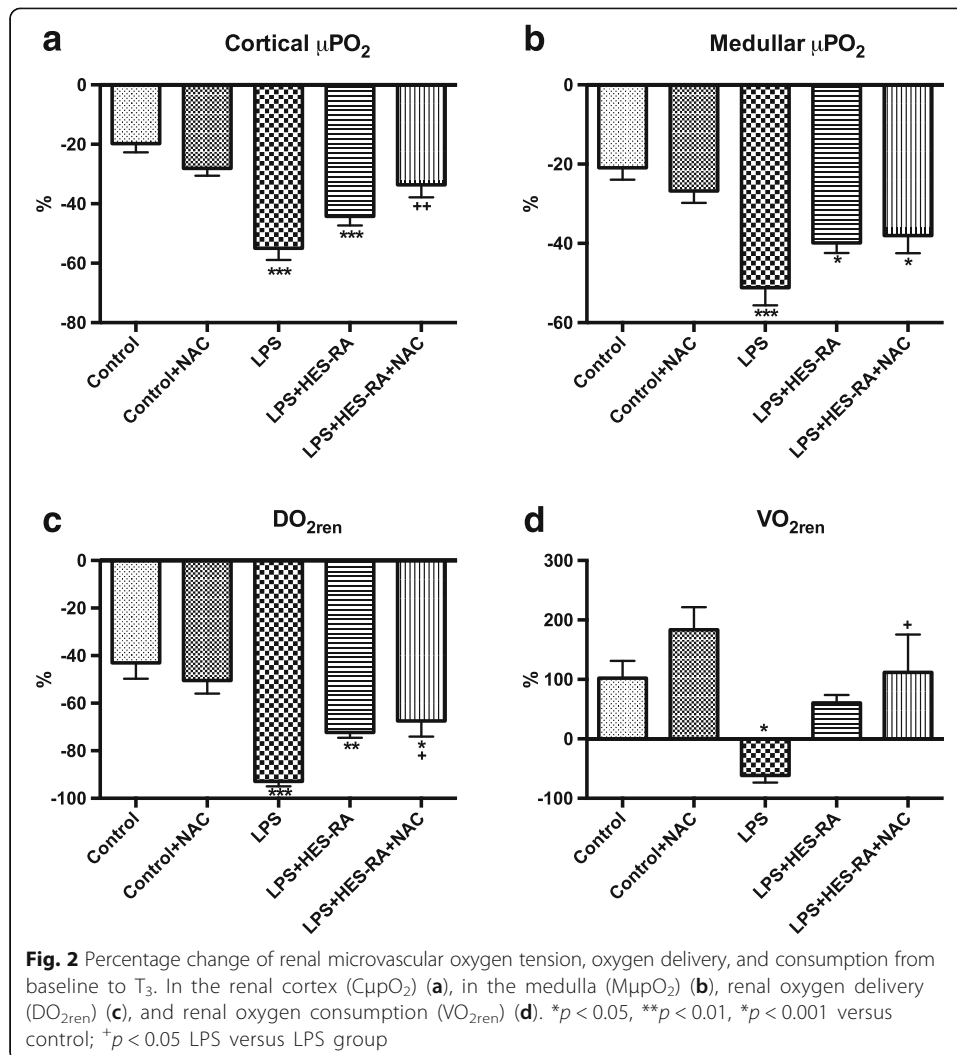 a
Cortical μPO2
0
-20
-40
-60
-80
%
***
***
++
Control
Control+NAC
LPS
LPS+HES-RA
LPS+HES-RA+NAC
b
Medullar μPO2
0
-20
-40
-60
%
***
*
*
Control
Control+NAC
LPS
LPS+HES-RA
LPS+HES-RA+NAC
c
DO2ren
0
-20
-40
-60
-80
-100
%
***
**
*
+
Control
Control+NAC
LPS
LPS+HES-RA
LPS+HES-RA+NAC
d
VO2ren
300
200
100
0
-100
%
*
+
Control
Control+NAC
LPS
LPS+HES-RA
LPS+HES-RA+NAC
Fig. 2 Percentage change of renal microvascular oxygen tension, oxygen delivery, and consumption from
baseline to T3. In the renal cortex (CμpO2) (a), in the medulla (MμpO2) (b), renal oxygen delivery
(DO2ren) (c), and renal oxygen consumption (VO2ren) (d). *p < 0.05, **p < 0.01, *p < 0.001 versus
control; +p < 0.05 LPS versus LPS group